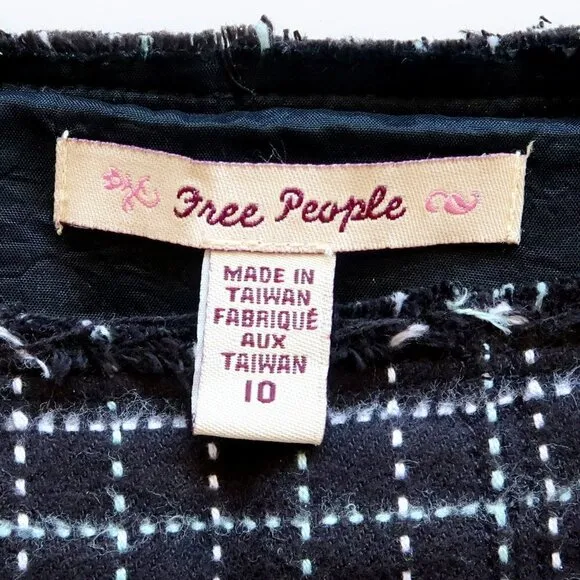 Free People
MADE IN
TAIWAN
FABRIQUÉ
AUX
TAIWAN
10